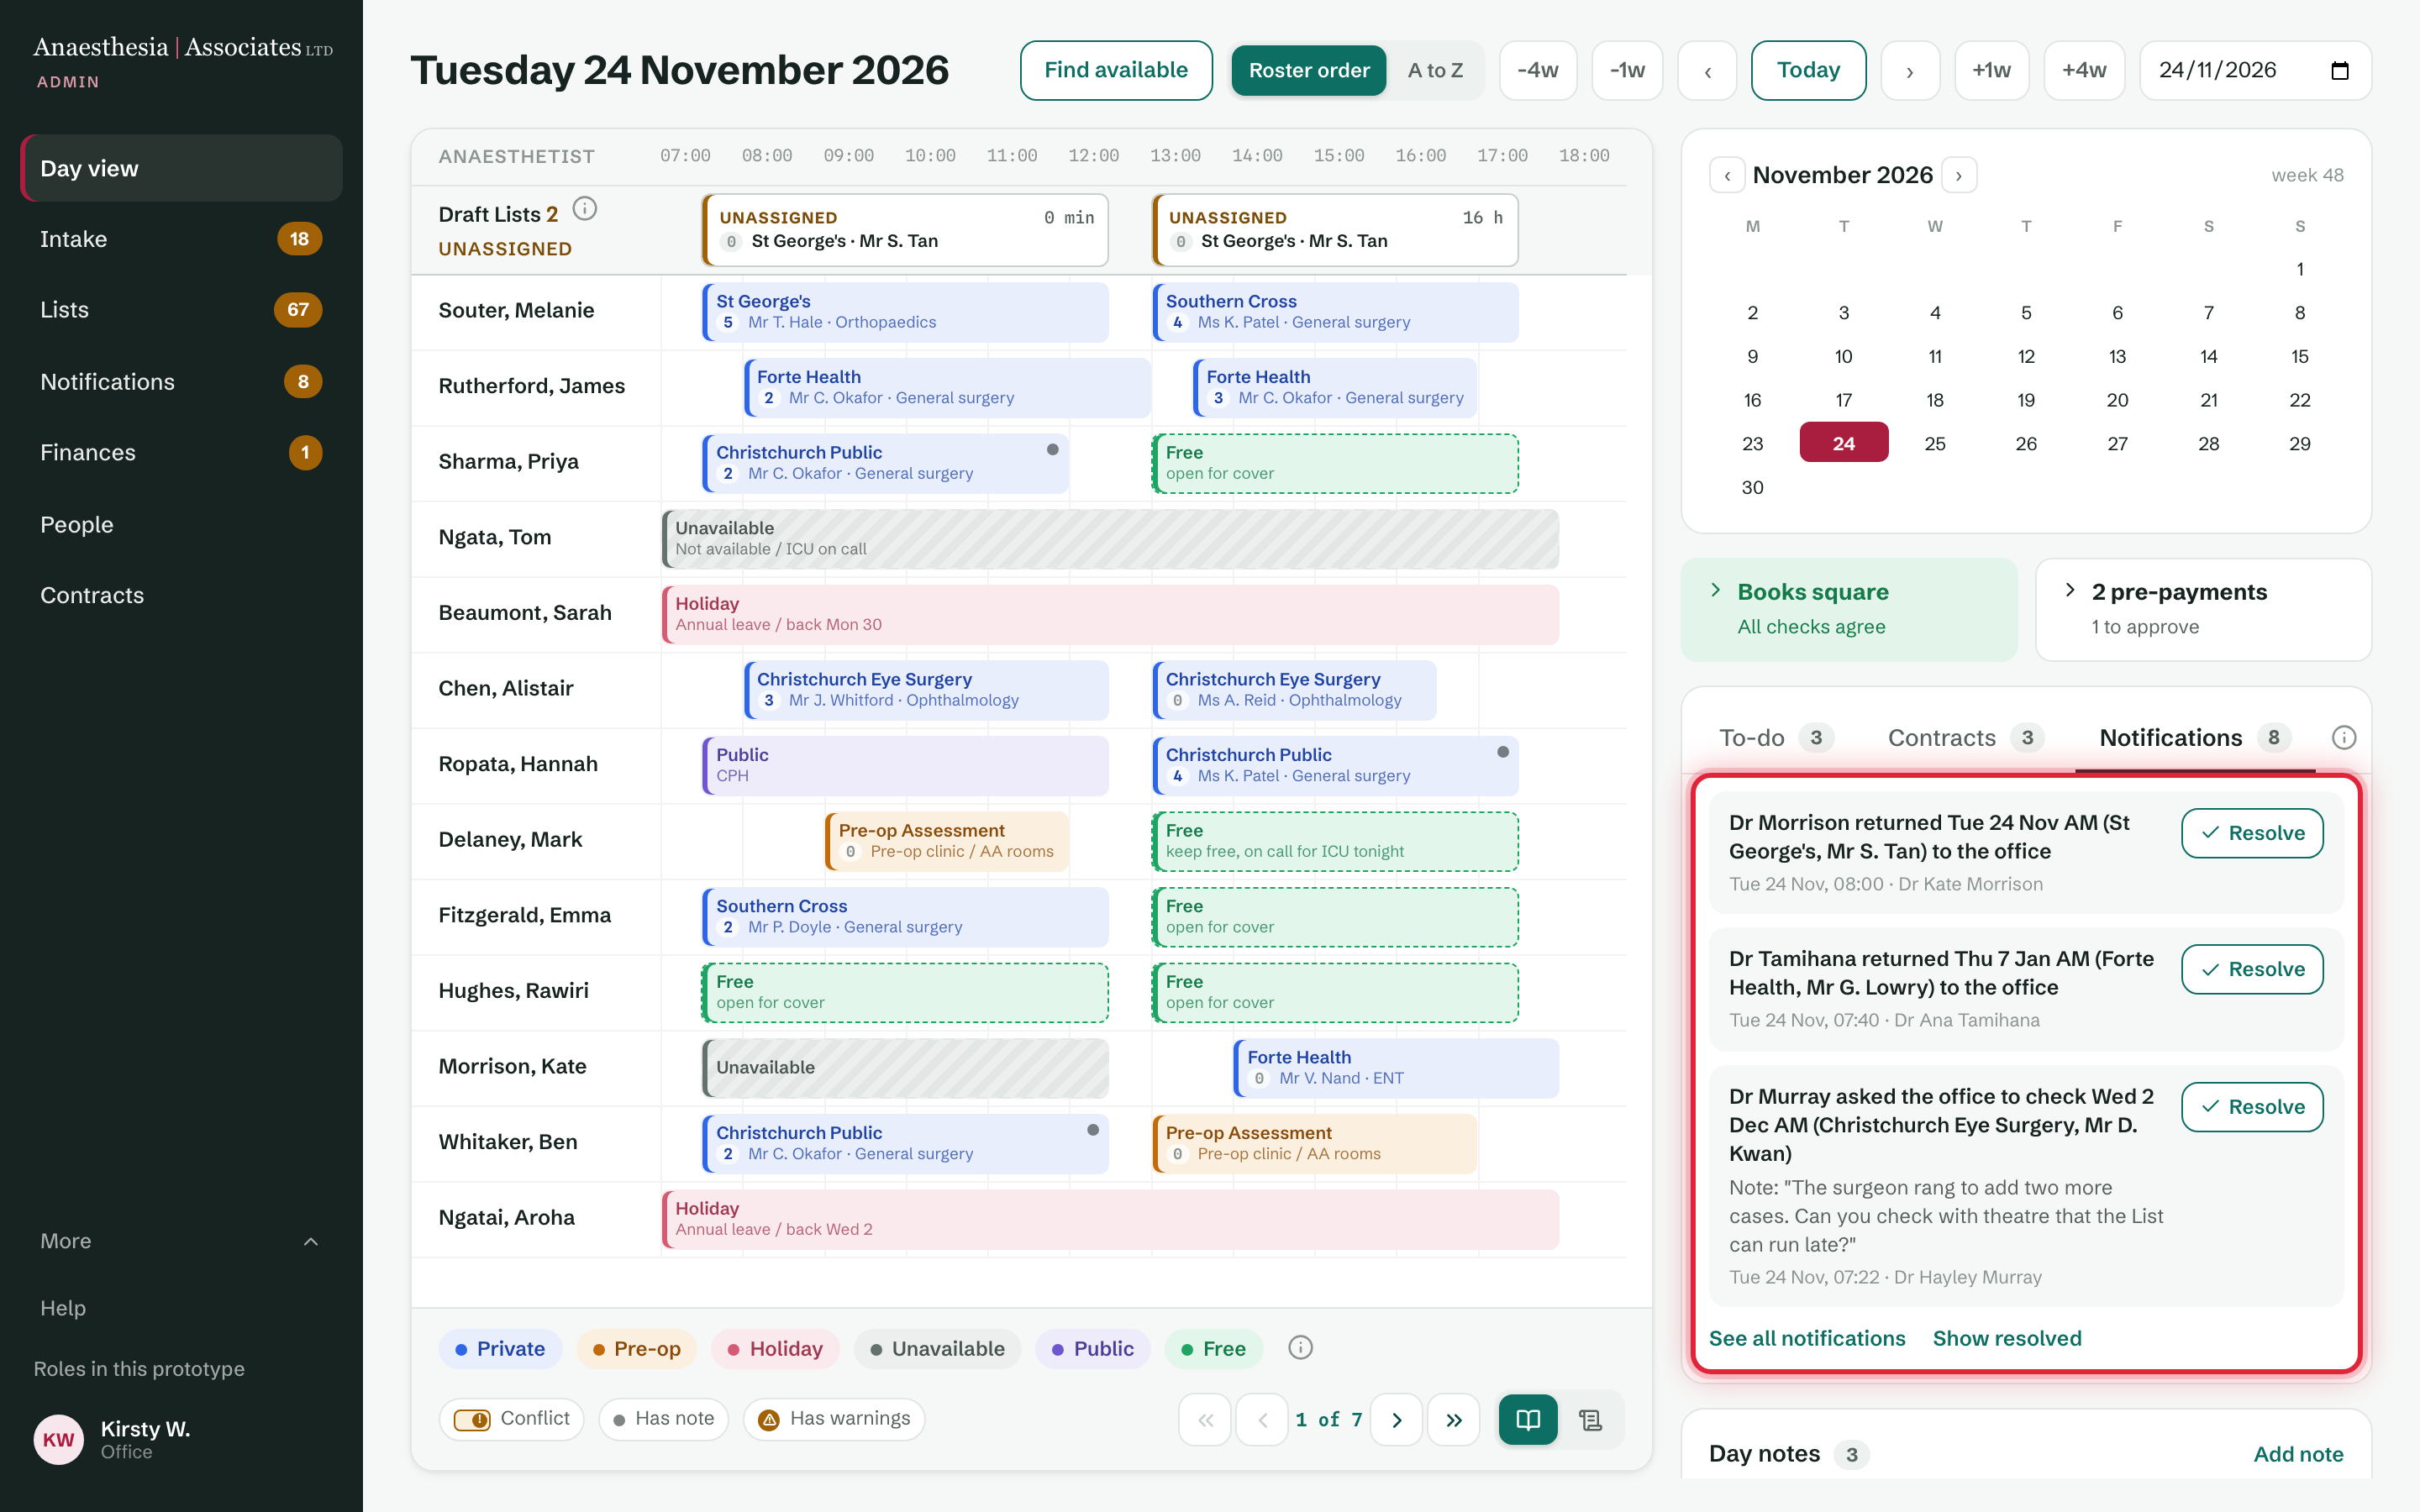 Anaesthesia | Associates LTD
ADMIN
Day view
Intake 18
Lists 67
Notifications 8
Finances 1
People
Contracts
More
Help
Roles in this prototype
KW
Kirsty W.
Office
Tuesday 24 November 2026
Find available
Roster order
A to Z
-4w
-1w
‹
Today
›
+1w
+4w
24/11/2026
ANAESTHETIST
07:00 08:00 09:00 10:00 11:00 12:00 13:00 14:00 15:00 16:00 17:00 18:00
Draft Lists 2
UNASSIGNED
UNASSIGNED 0 min
0 St George's · Mr S. Tan
UNASSIGNED 16 h
0 St George's · Mr S. Tan
Souter, Melanie
St George's
5 Mr T. Hale · Orthopaedics
Southern Cross
4 Ms K. Patel · General surgery
Rutherford, James
Forte Health
2 Mr C. Okafor · General surgery
Forte Health
3 Mr C. Okafor · General surgery
Sharma, Priya
Christchurch Public
2 Mr C. Okafor · General surgery
Free
open for cover
Ngata, Tom
Unavailable
Not available / ICU on call
Beaumont, Sarah
Holiday
Annual leave / back Mon 30
Chen, Alistair
Christchurch Eye Surgery
3 Mr J. Whitford · Ophthalmology
Christchurch Eye Surgery
0 Ms A. Reid · Ophthalmology
Ropata, Hannah
Public
CPH
Christchurch Public
4 Ms K. Patel · General surgery
Delaney, Mark
Pre-op Assessment
0 Pre-op clinic / AA rooms
Free
keep free, on call for ICU tonight
Fitzgerald, Emma
Southern Cross
2 Mr P. Doyle · General surgery
Free
open for cover
Hughes, Rawiri
Free
open for cover
Free
open for cover
Morrison, Kate
Unavailable
Forte Health
0 Mr V. Nand · ENT
Whitaker, Ben
Christchurch Public
2 Mr C. Okafor · General surgery
Pre-op Assessment
0 Pre-op clinic / AA rooms
Ngatai, Aroha
Holiday
Annual leave / back Wed 2
Private
Pre-op
Holiday
Unavailable
Public
Free
Conflict
Has note
Has warnings
1 of 7
‹ November 2026 › week 48
M T W T F S S
1
2 3 4 5 6 7 8
9 10 11 12 13 14 15
16 17 18 19 20 21 22
23 24 25 26 27 28 29
30
Books square
All checks agree
2 pre-payments
1 to approve
To-do 3
Contracts 3
Notifications 8
Dr Morrison returned Tue 24 Nov AM (St
George's, Mr S. Tan) to the office
Tue 24 Nov, 08:00 · Dr Kate Morrison
Resolve
Dr Tamihana returned Thu 7 Jan AM (Forte
Health, Mr G. Lowry) to the office
Tue 24 Nov, 07:40 · Dr Ana Tamihana
Resolve
Dr Murray asked the office to check Wed 2
Dec AM (Christchurch Eye Surgery, Mr D.
Kwan)
Note: "The surgeon rang to add two more
cases. Can you check with theatre that the List
can run late?"
Tue 24 Nov, 07:22 · Dr Hayley Murray
Resolve
See all notifications
Show resolved
Day notes 3
Add note